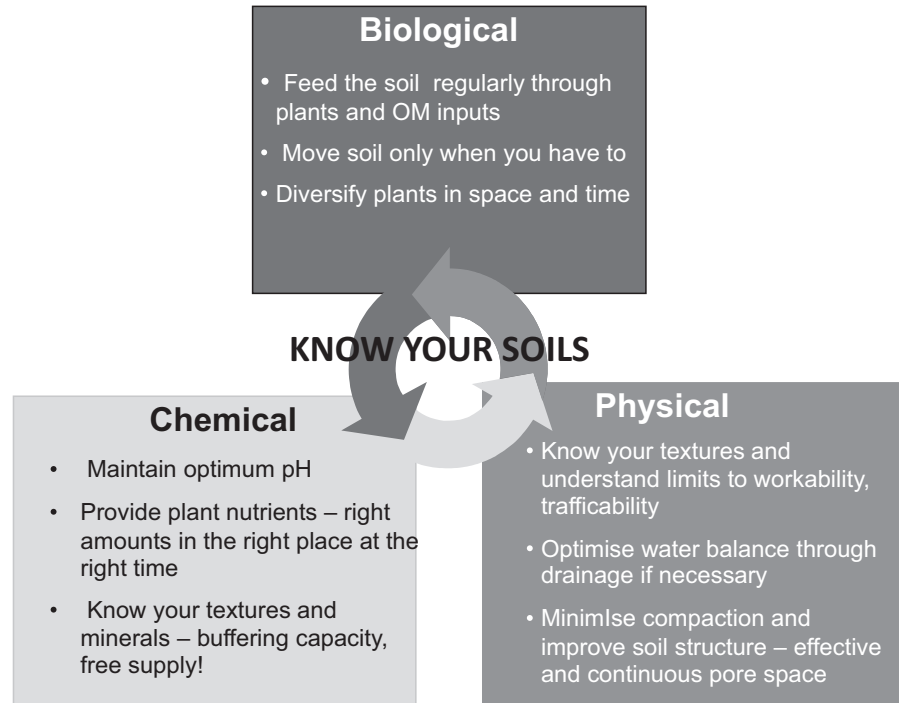 Biological
• Feed the soil regularly through
plants and OM inputs
• Move soil only when you have to
• Diversify plants in space and time
KNOW YOUR SOILS
Chemical
• Maintain optimum pH
• Provide plant nutrients – right
amounts in the right place at the
right time
• Know your textures and
minerals – buffering capacity,
free supply!
Physical
• Know your textures and
understand limits to workability,
trafficability
• Optimise water balance through
drainage if necessary
• MinimIse compaction and
improve soil structure – effective
and continuous pore space